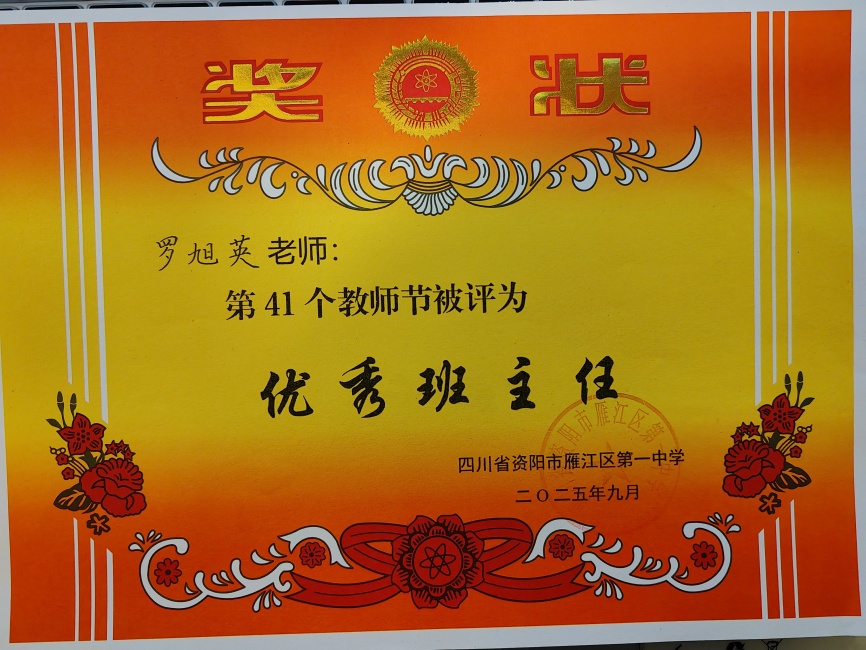 奖状
罗旭英老师：
第41个教师节被评为
优秀班主任
四川省资阳市雁江区第一中学
二〇二五年九月